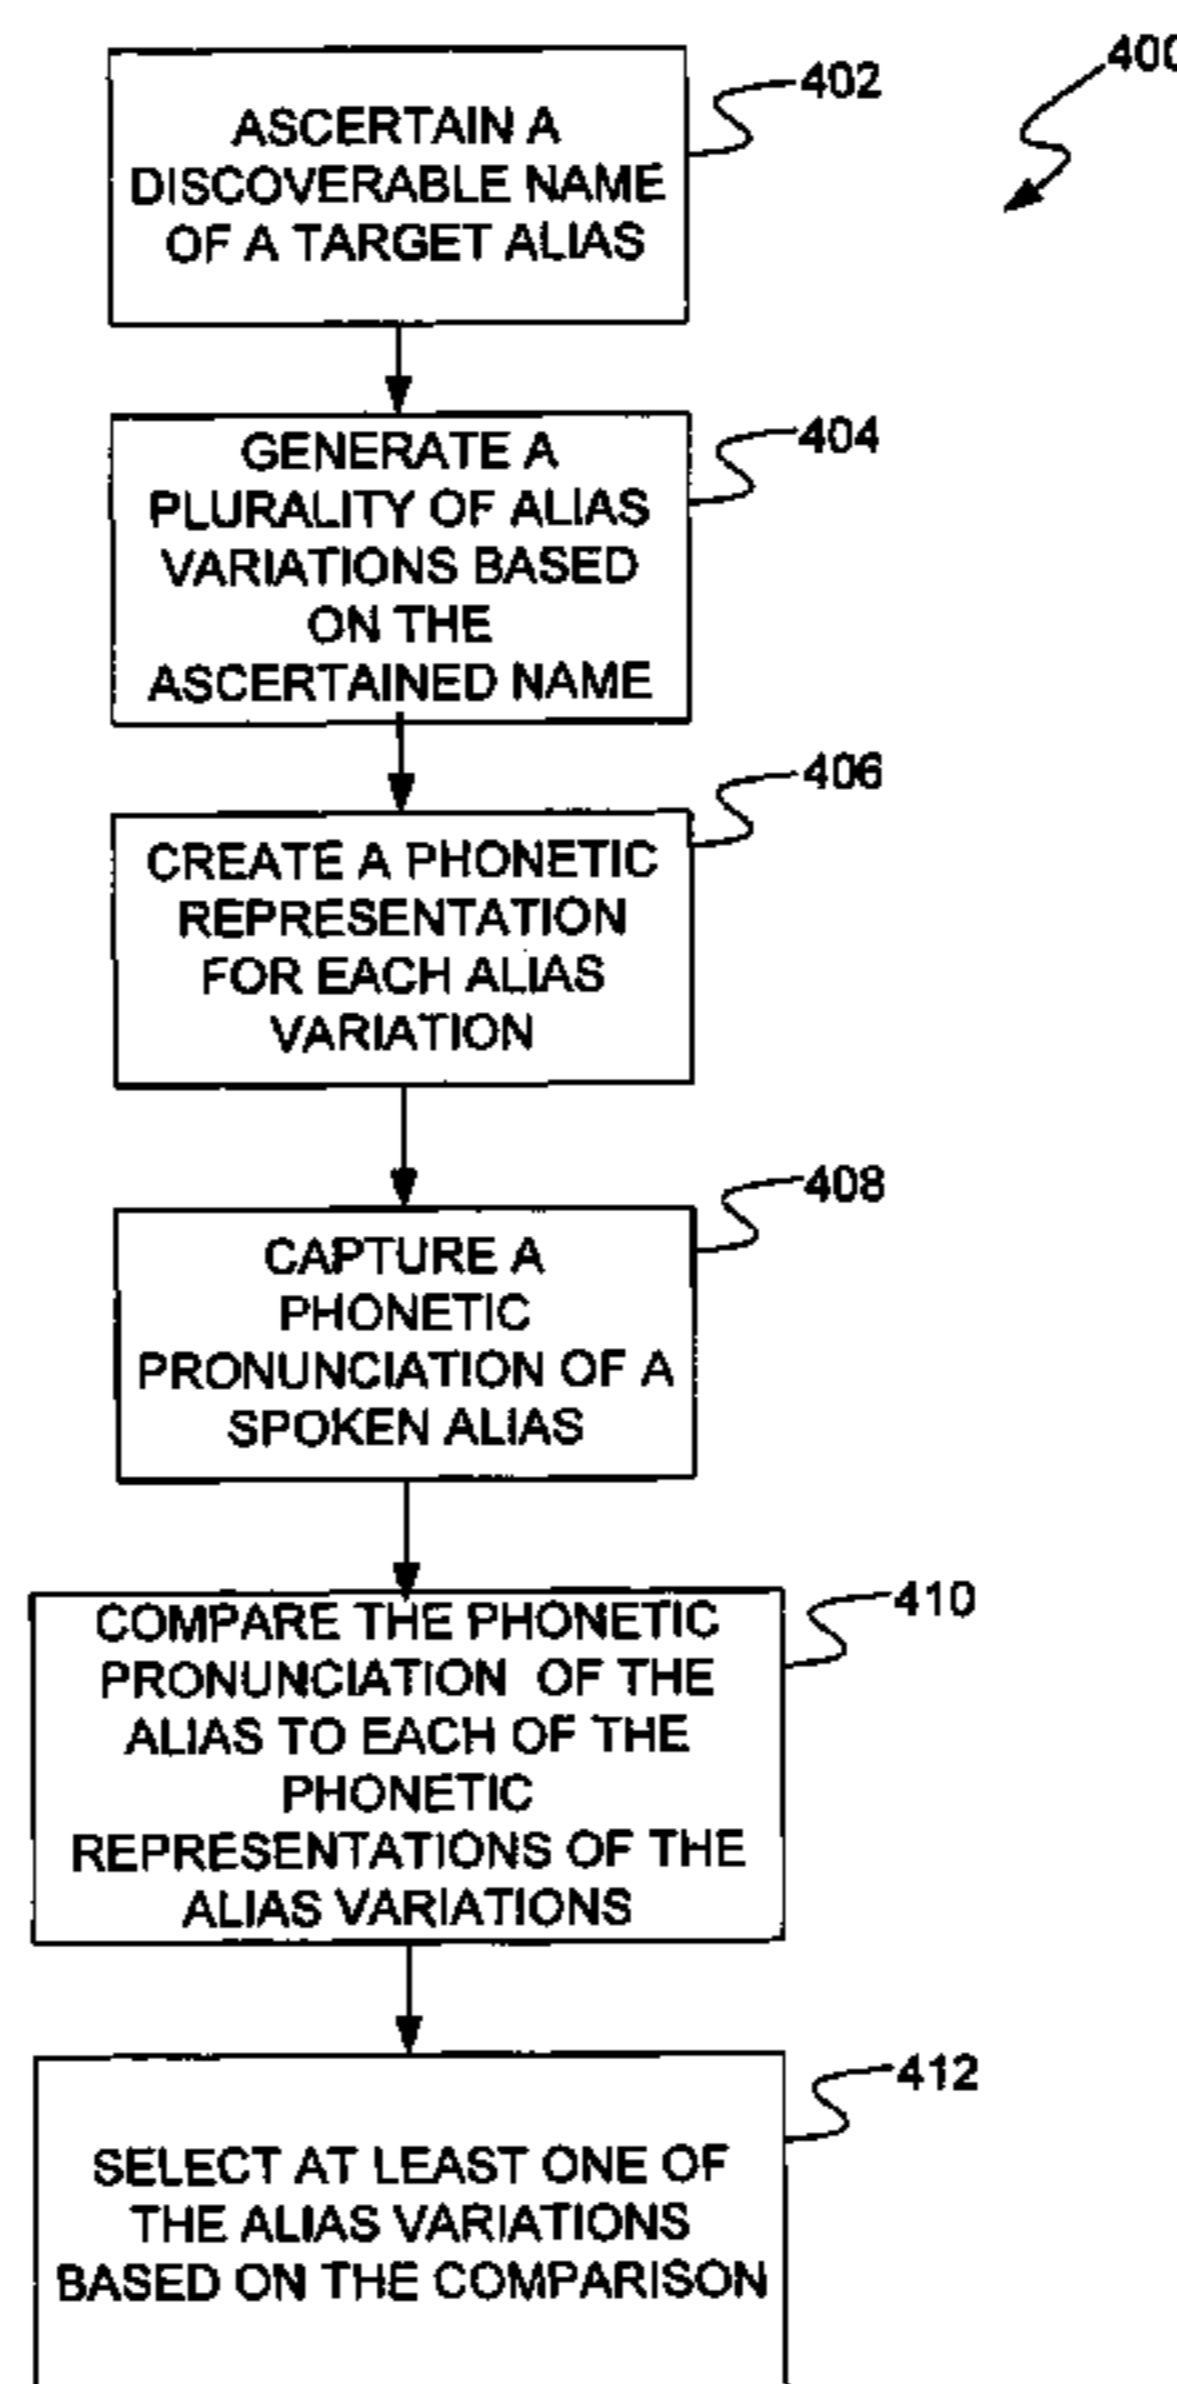 400
402
ASCERTAIN A
DISCOVERABLE NAME
OF A TARGET ALIAS
404
GENERATE A
PLURALITY OF ALIAS
VARIATIONS BASED
ON THE
ASCERTAINED NAME
406
CREATE A PHONETIC
REPRESENTATION
FOR EACH ALIAS
VARIATION
408
CAPTURE A
PHONETIC
PRONUNCIATION OF A
SPOKEN ALIAS
410
COMPARE THE PHONETIC
PRONUNCIATION OF THE
ALIAS TO EACH OF THE
PHONETIC
REPRESENTATIONS OF THE
ALIAS VARIATIONS
412
SELECT AT LEAST ONE OF
THE ALIAS VARIATIONS
BASED ON THE COMPARISON